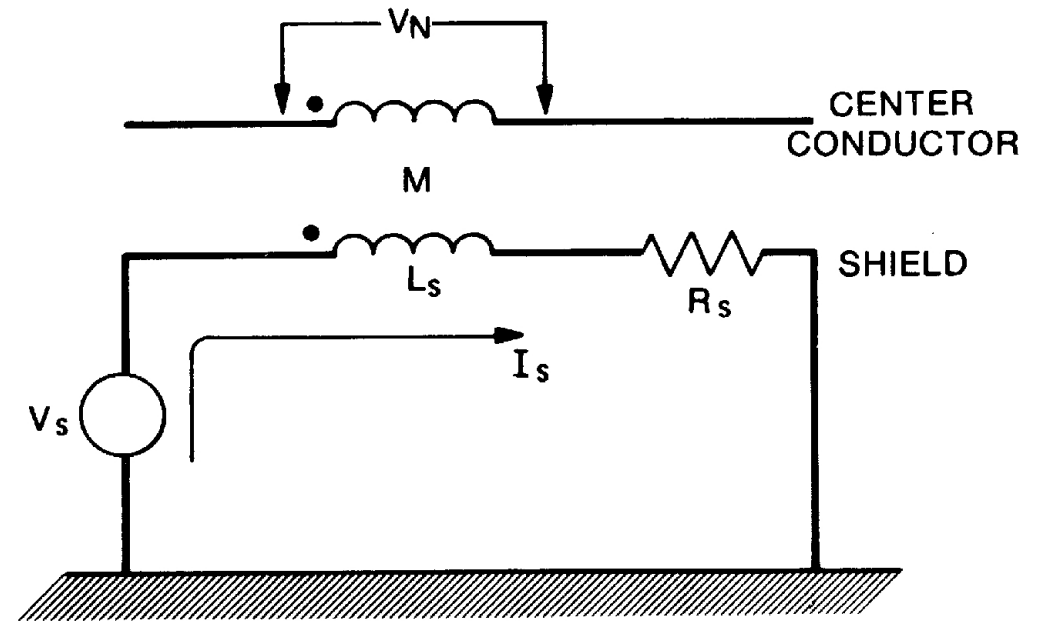 VN
CENTER
CONDUCTOR
M
SHIELD
Ls
Rs
Is
Vs